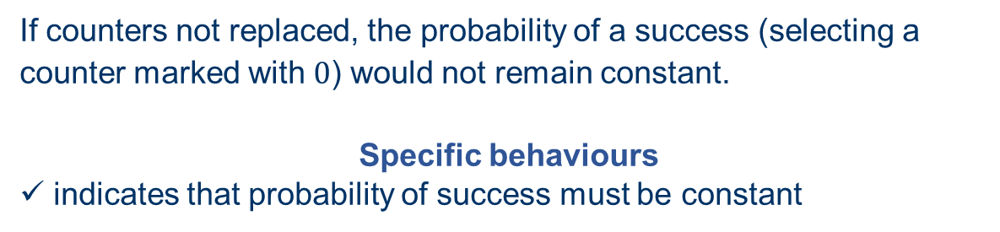 If counters not replaced, the probability of a success (selecting a
counter marked with 0) would not remain constant.
Specific behaviours
✓ indicates that probability of success must be constant